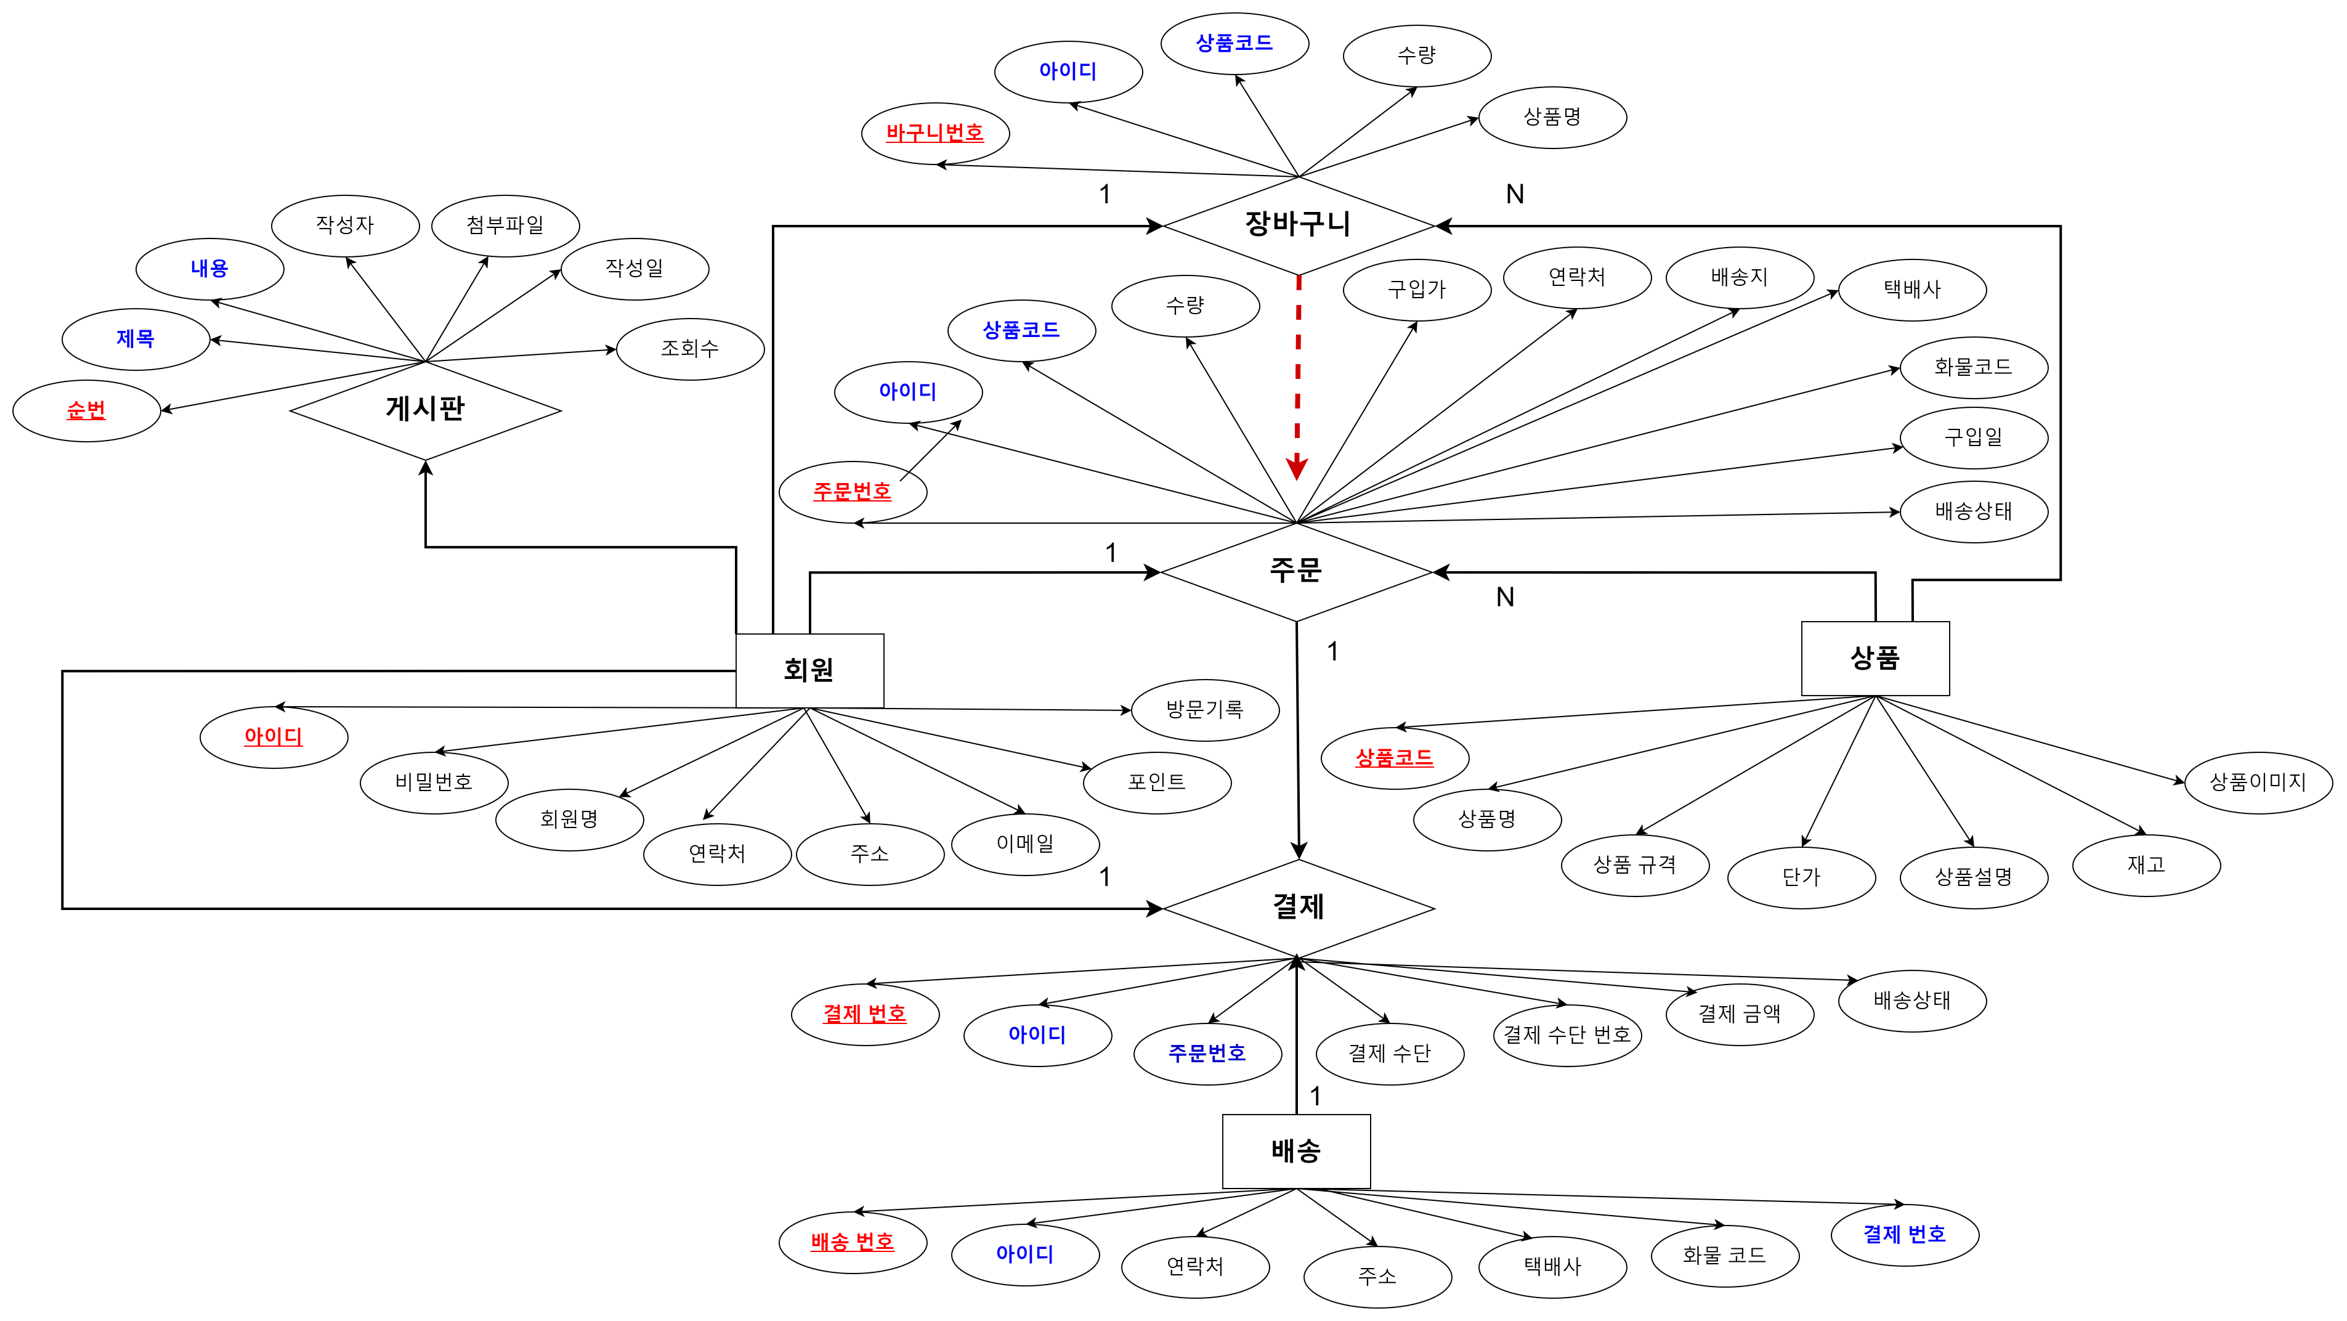 상품코드
수량
아이디
상품명
바구니번호
1
N
장바구니
작성자
첨부파일
내용
작성일
제목
조회수
순번
게시판
연락처
배송지
구입가
택배사
수량
상품코드
화물코드
아이디
구입일
주문번호
배송상태
1
주문
N
1
회원
상품
방문기록
아이디
상품코드
비밀번호
포인트
상품이미지
회원명
상품명
이메일
연락처
주소
상품 규격
단가
상품설명
재고
1
결제
배송상태
결제 번호
결제 금액
아이디
결제 수단 번호
주문번호
결제 수단
1
배송
결제 번호
배송 번호
아이디
화물 코드
연락처
택배사
주소